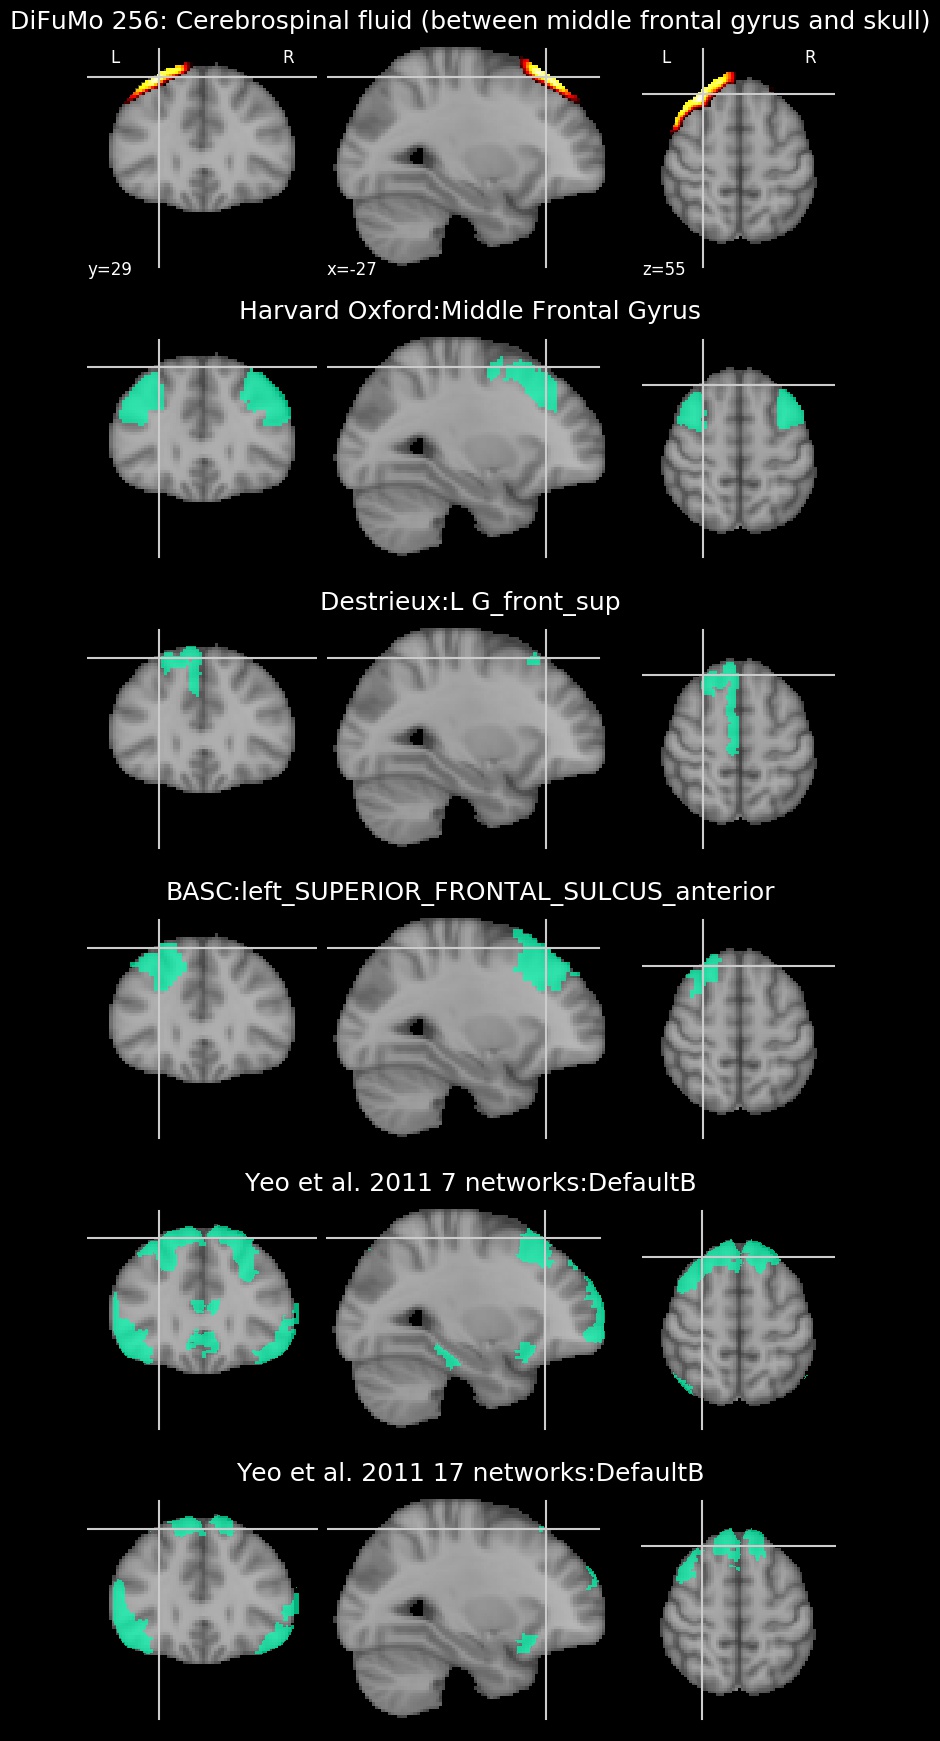 DiFuMo 256: Cerebrospinal fluid (between middle frontal gyrus and skull)
L R L R
y=29 x=-27 z=55
Harvard Oxford:Middle Frontal Gyrus
Destrieux:L G_front_sup
BASC:left_SUPERIOR_FRONTAL_SULCUS_anterior
Yeo et al. 2011 7 networks:DefaultB
Yeo et al. 2011 17 networks:DefaultB